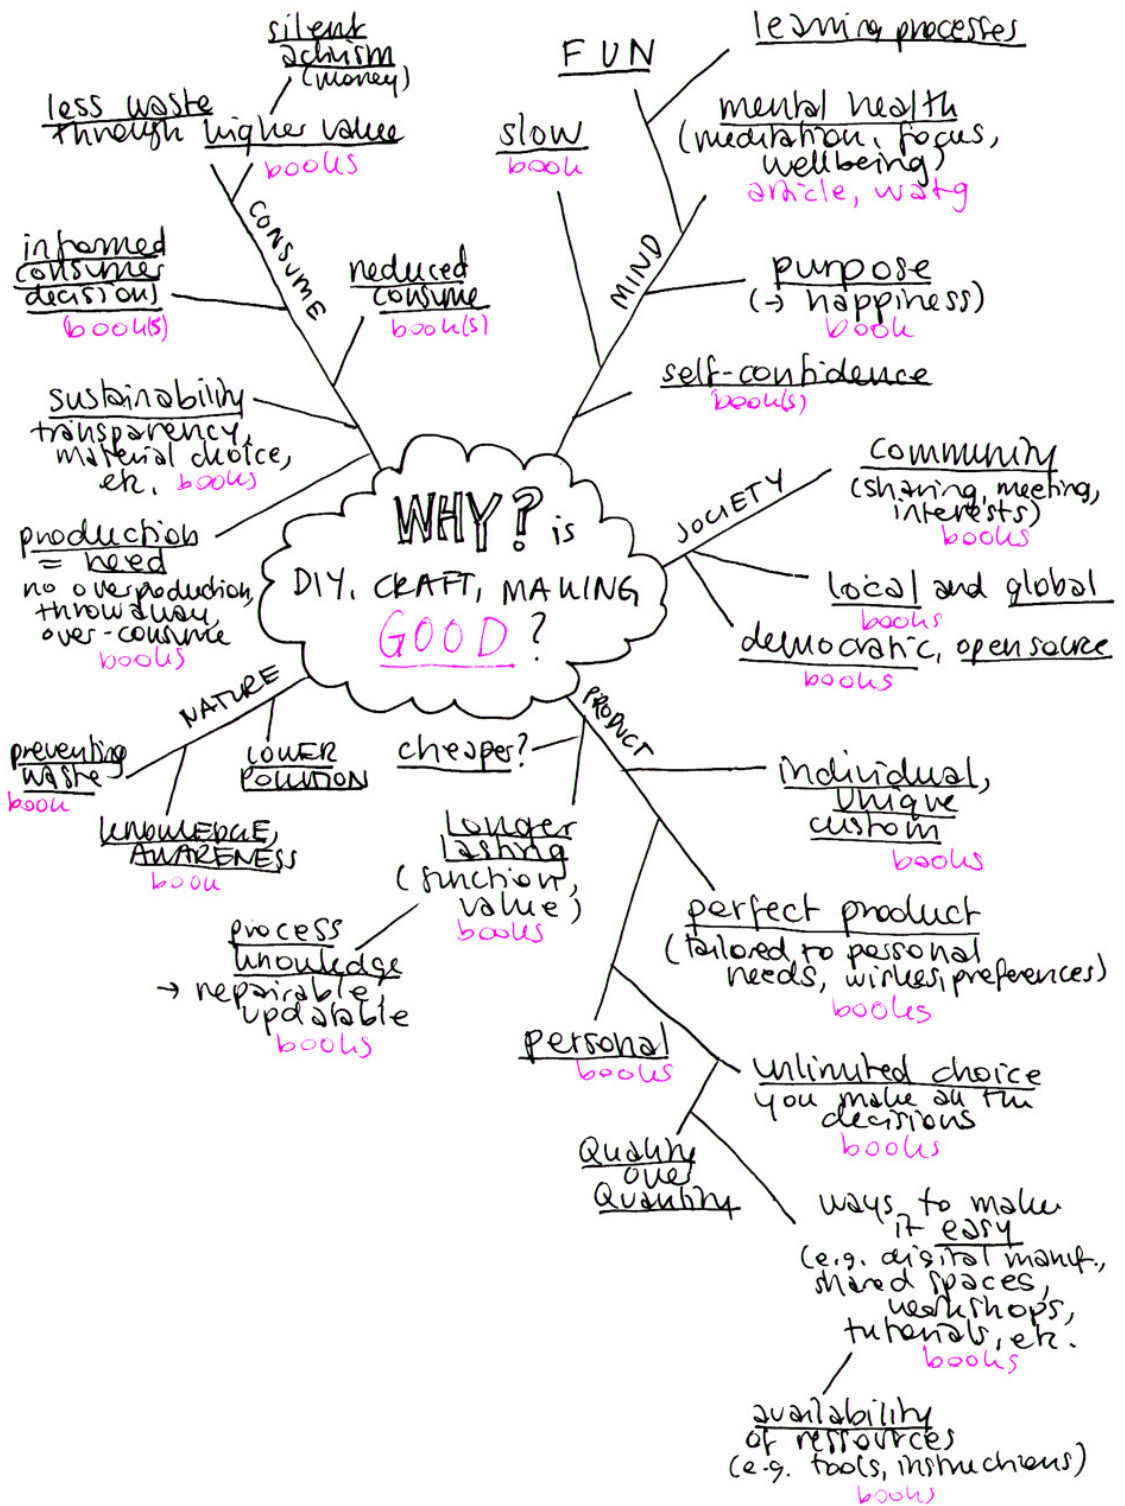 silent
activism
(money)
less waste
through higher value
books
CONSUME
informed
consumer
decisions
(book(s)
reduced
consume
book(s)
sustainability
transparency,
material choice,
etc. books
production
= need
no overproduction,
throwaway,
over-consume
books
FUN
learning processes
slow
book
mental health
(meditation, focus,
wellbeing)
article,
MIND
purpose
(→ happiness)
book
self-confidence
book(s)
WHY? is
DIY, CRAFT, MAKING
GOOD?
SOCIETY
community
(sharing, meeting,
interests)
books
local and global
books
democratic, open source
books
NATURE
preventing
waste
book
LOWER
POLLUTION
KNOWLEDGE,
AWARENESS
book
PRODUCT
cheaper?
Longer
lasting
(function,
value)
books
process
knowledge
→ repairable,
updatable
books
individual,
unique
custom
books
perfect product
(tailored to personal
needs, wishes, preferences)
books
personal
books
unlimited choice
you make all the
decisions
books
Quality
over
Quantity
ways to make
it easy
(e.g. digital manuf.,
shared spaces,
workshops,
tutorials, etc.
books
availability
of ressources
(e.g. tools, instructions)
books